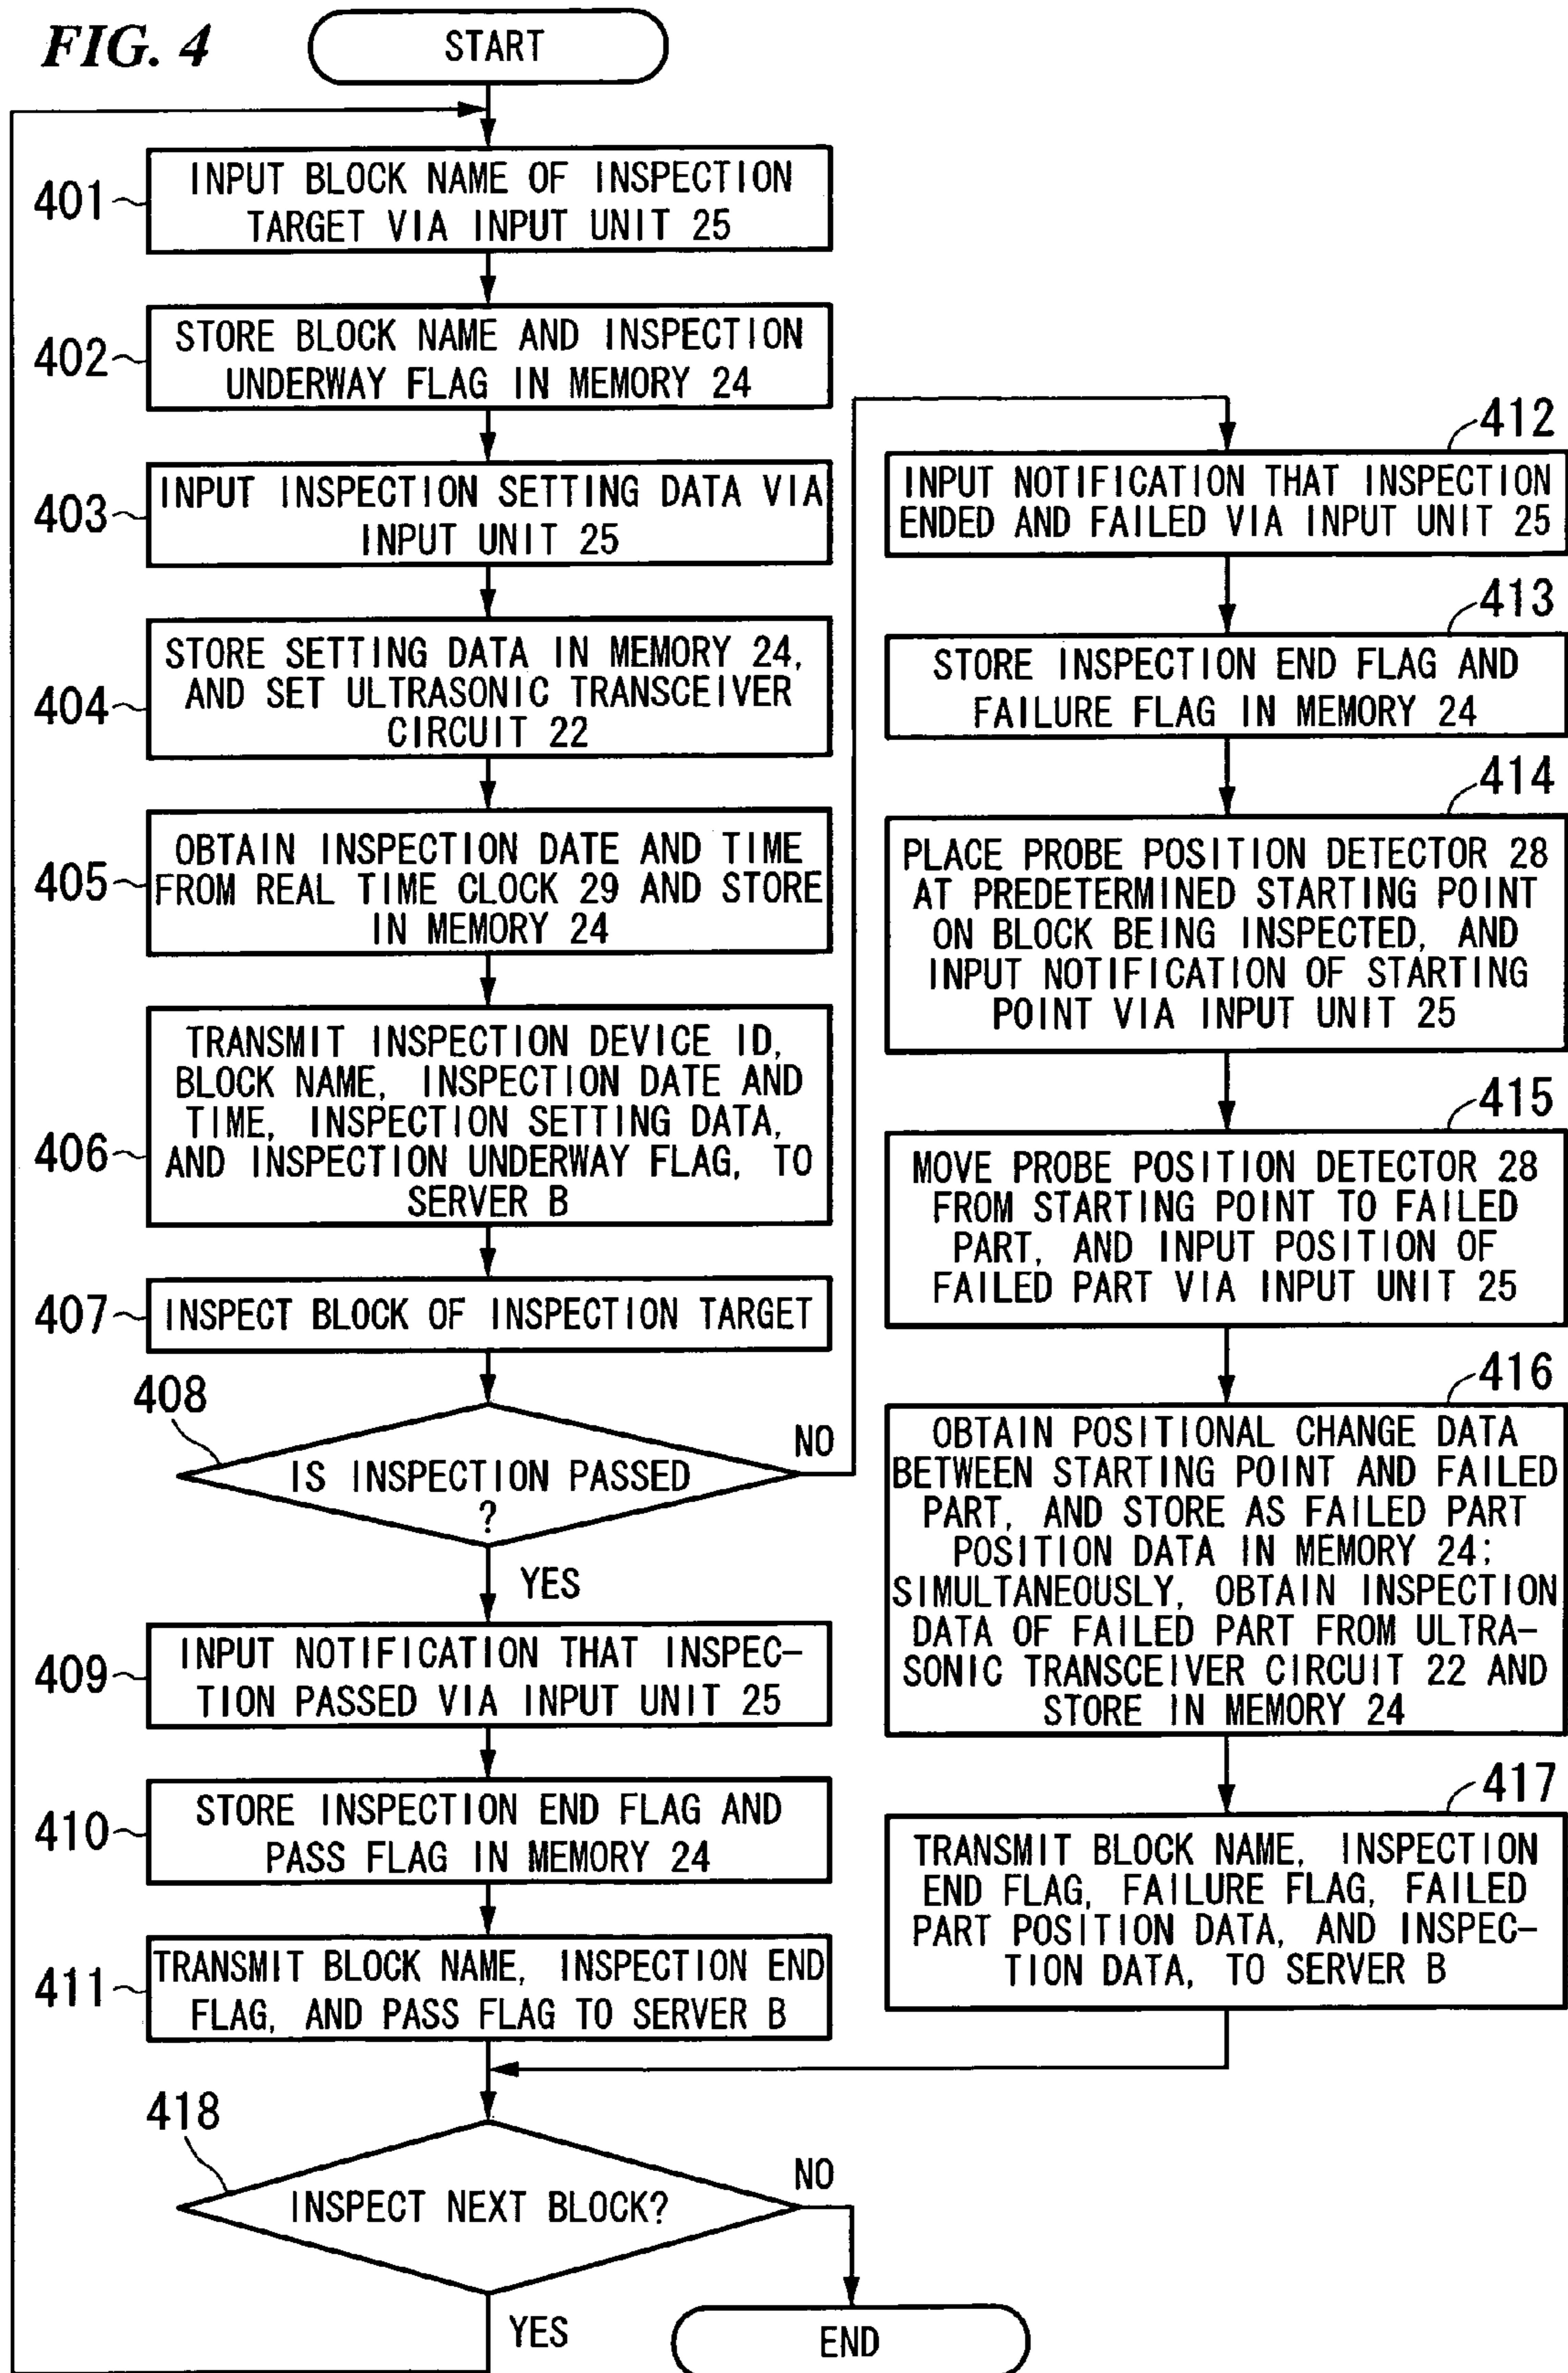 FIG. 4
START
401
INPUT BLOCK NAME OF INSPECTION
TARGET VIA INPUT UNIT 25
402
STORE BLOCK NAME AND INSPECTION
UNDERWAY FLAG IN MEMORY 24
403
INPUT INSPECTION SETTING DATA VIA
INPUT UNIT 25
404
STORE SETTING DATA IN MEMORY 24,
AND SET ULTRASONIC TRANSCEIVER
CIRCUIT 22
405
OBTAIN INSPECTION DATE AND TIME
FROM REAL TIME CLOCK 29 AND STORE
IN MEMORY 24
406
TRANSMIT INSPECTION DEVICE ID,
BLOCK NAME, INSPECTION DATE AND
TIME, INSPECTION SETTING DATA,
AND INSPECTION UNDERWAY FLAG, TO
SERVER B
407
INSPECT BLOCK OF INSPECTION TARGET
408
IS INSPECTION PASSED
?
NO
YES
409
INPUT NOTIFICATION THAT INSPEC-
TION PASSED VIA INPUT UNIT 25
410
STORE INSPECTION END FLAG AND
PASS FLAG IN MEMORY 24
411
TRANSMIT BLOCK NAME, INSPECTION END
FLAG, AND PASS FLAG TO SERVER B
412
INPUT NOTIFICATION THAT INSPECTION
ENDED AND FAILED VIA INPUT UNIT 25
413
STORE INSPECTION END FLAG AND
FAILURE FLAG IN MEMORY 24
414
PLACE PROBE POSITION DETECTOR 28
AT PREDETERMINED STARTING POINT
ON BLOCK BEING INSPECTED, AND
INPUT NOTIFICATION OF STARTING
POINT VIA INPUT UNIT 25
415
MOVE PROBE POSITION DETECTOR 28
FROM STARTING POINT TO FAILED
PART, AND INPUT POSITION OF
FAILED PART VIA INPUT UNIT 25
416
OBTAIN POSITIONAL CHANGE DATA
BETWEEN STARTING POINT AND FAILED
PART, AND STORE AS FAILED PART
POSITION DATA IN MEMORY 24;
SIMULTANEOUSLY, OBTAIN INSPECTION
DATA OF FAILED PART FROM ULTRA-
SONIC TRANSCEIVER CIRCUIT 22 AND
STORE IN MEMORY 24
417
TRANSMIT BLOCK NAME, INSPECTION
END FLAG, FAILURE FLAG, FAILED
PART POSITION DATA, AND INSPEC-
TION DATA, TO SERVER B
418
INSPECT NEXT BLOCK?
NO
YES
END